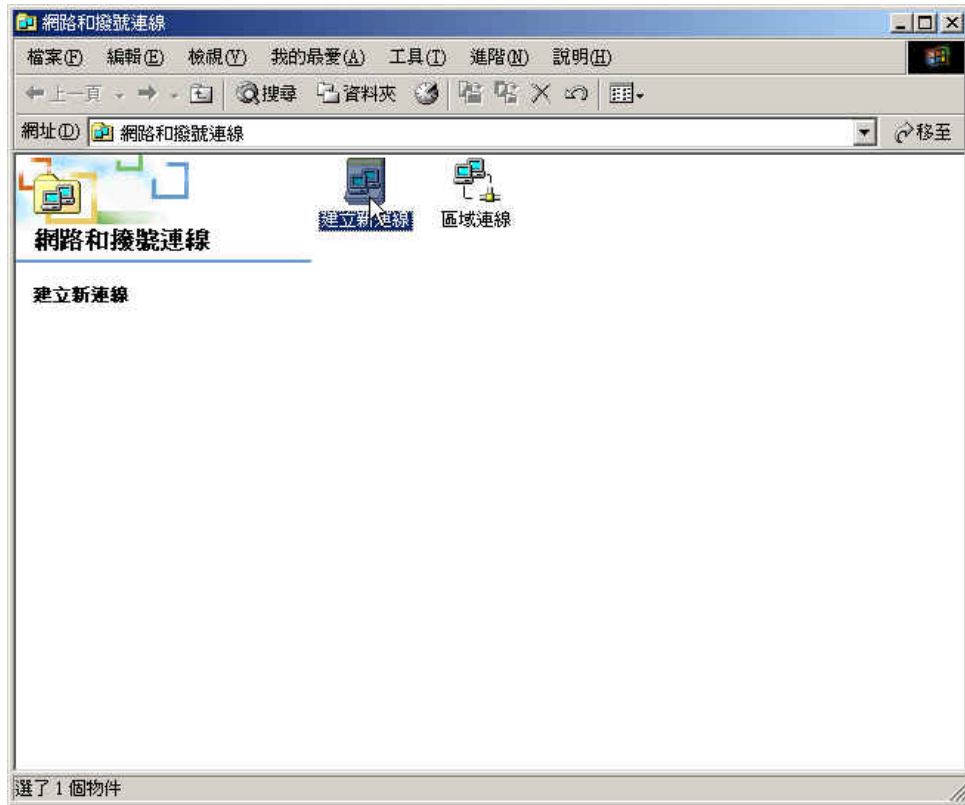 網路和撥號連線
檔案(F) 編輯(E) 檢視(V) 我的最愛(A) 工具(T) 進階(N) 說明(H)
上一頁 搜尋 資料夾
網址(D) 網路和撥號連線 移至
建立新連線 區域連線
網路和撥號連線
建立新連線
選了 1 個物件